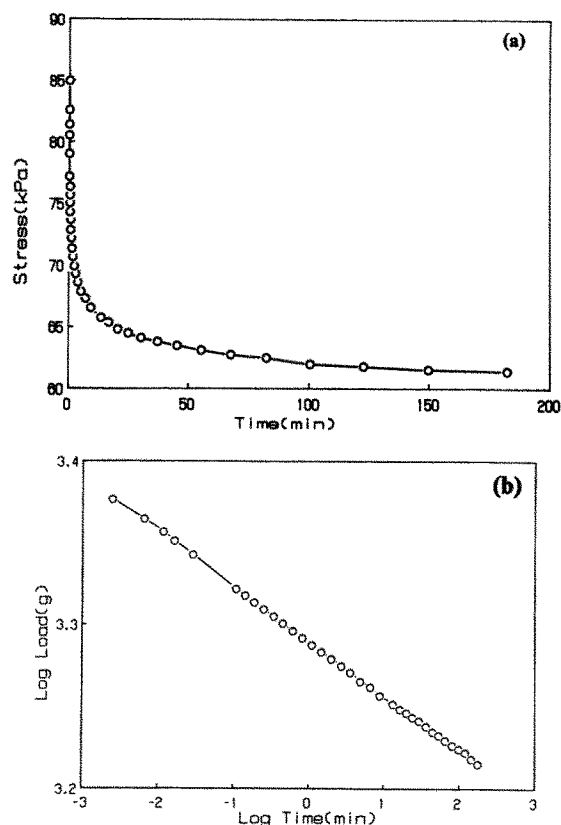 (a)
90
85
80
75
70
65
60
Stress(kPa)
0 50 100 150 200
Time(min)
(b)
3.4
3.3
3.2
Log Load(g)
-3 -2 -1 0 1 2 3
Log Time(min)